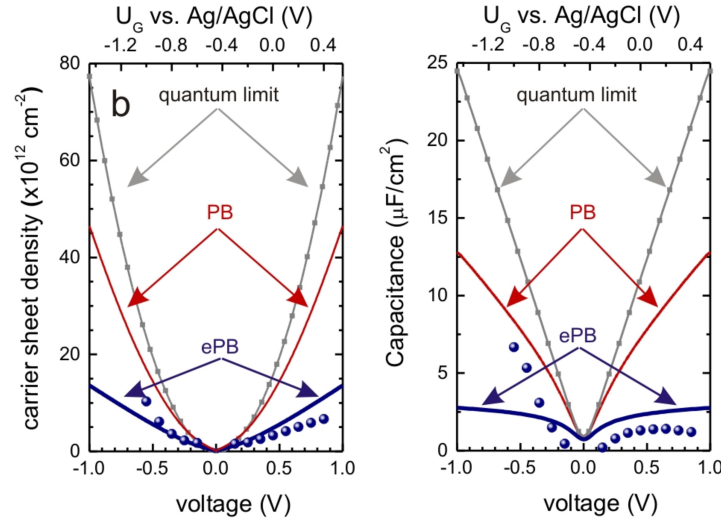 U_G vs. Ag/AgCl (V)
-1.2 -0.8 -0.4 0.0 0.4
80
60
40
20
0
carrier sheet density (x10^12 cm^-2)
b
quantum limit
PB
ePB
-1.0 -0.5 0.0 0.5 1.0
voltage (V)
U_G vs. Ag/AgCl (V)
-1.2 -0.8 -0.4 0.0 0.4
25
20
15
10
5
0
Capacitance (μF/cm^2)
quantum limit
PB
ePB
-1.0 -0.5 0.0 0.5 1.0
voltage (V)